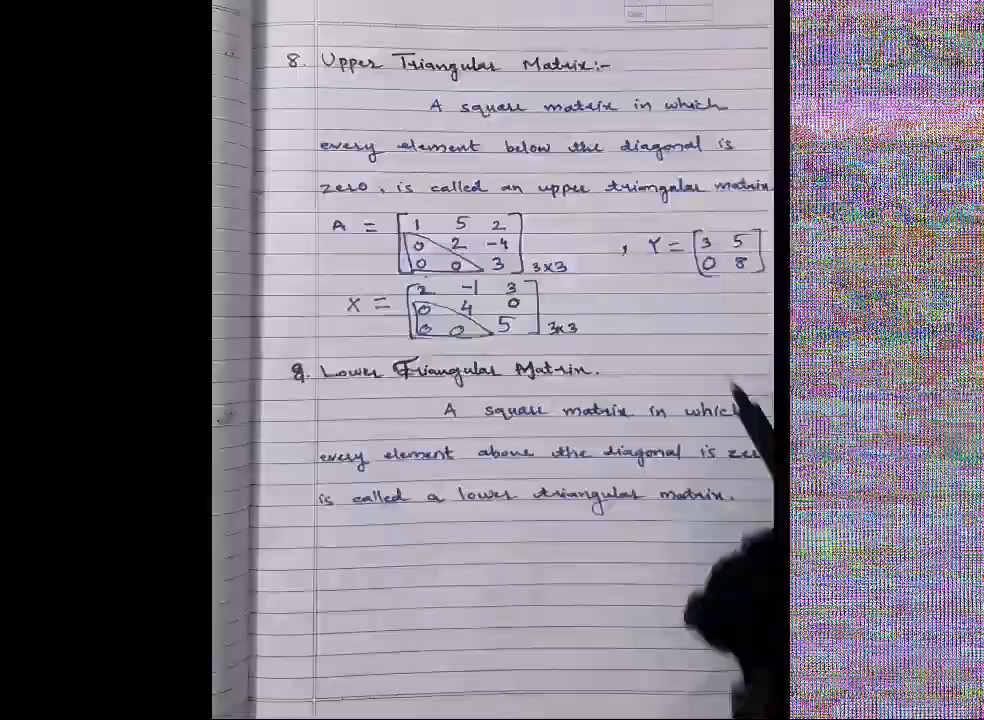 Date:
8. Upper Triangular Matrix:-
A square matrix in which
every element below the diagonal is
zero, is called an upper triangular matrix
A = [1 5 2
0 2 -4
0 0 3] 3x3 , Y = [3 5
0 8]
X = [2 -1 3
0 4 0
0 0 5] 3x3
9. Lower Triangular Matrix.
A square matrix in which
every element above the diagonal is
is called a lower triangular matrix.